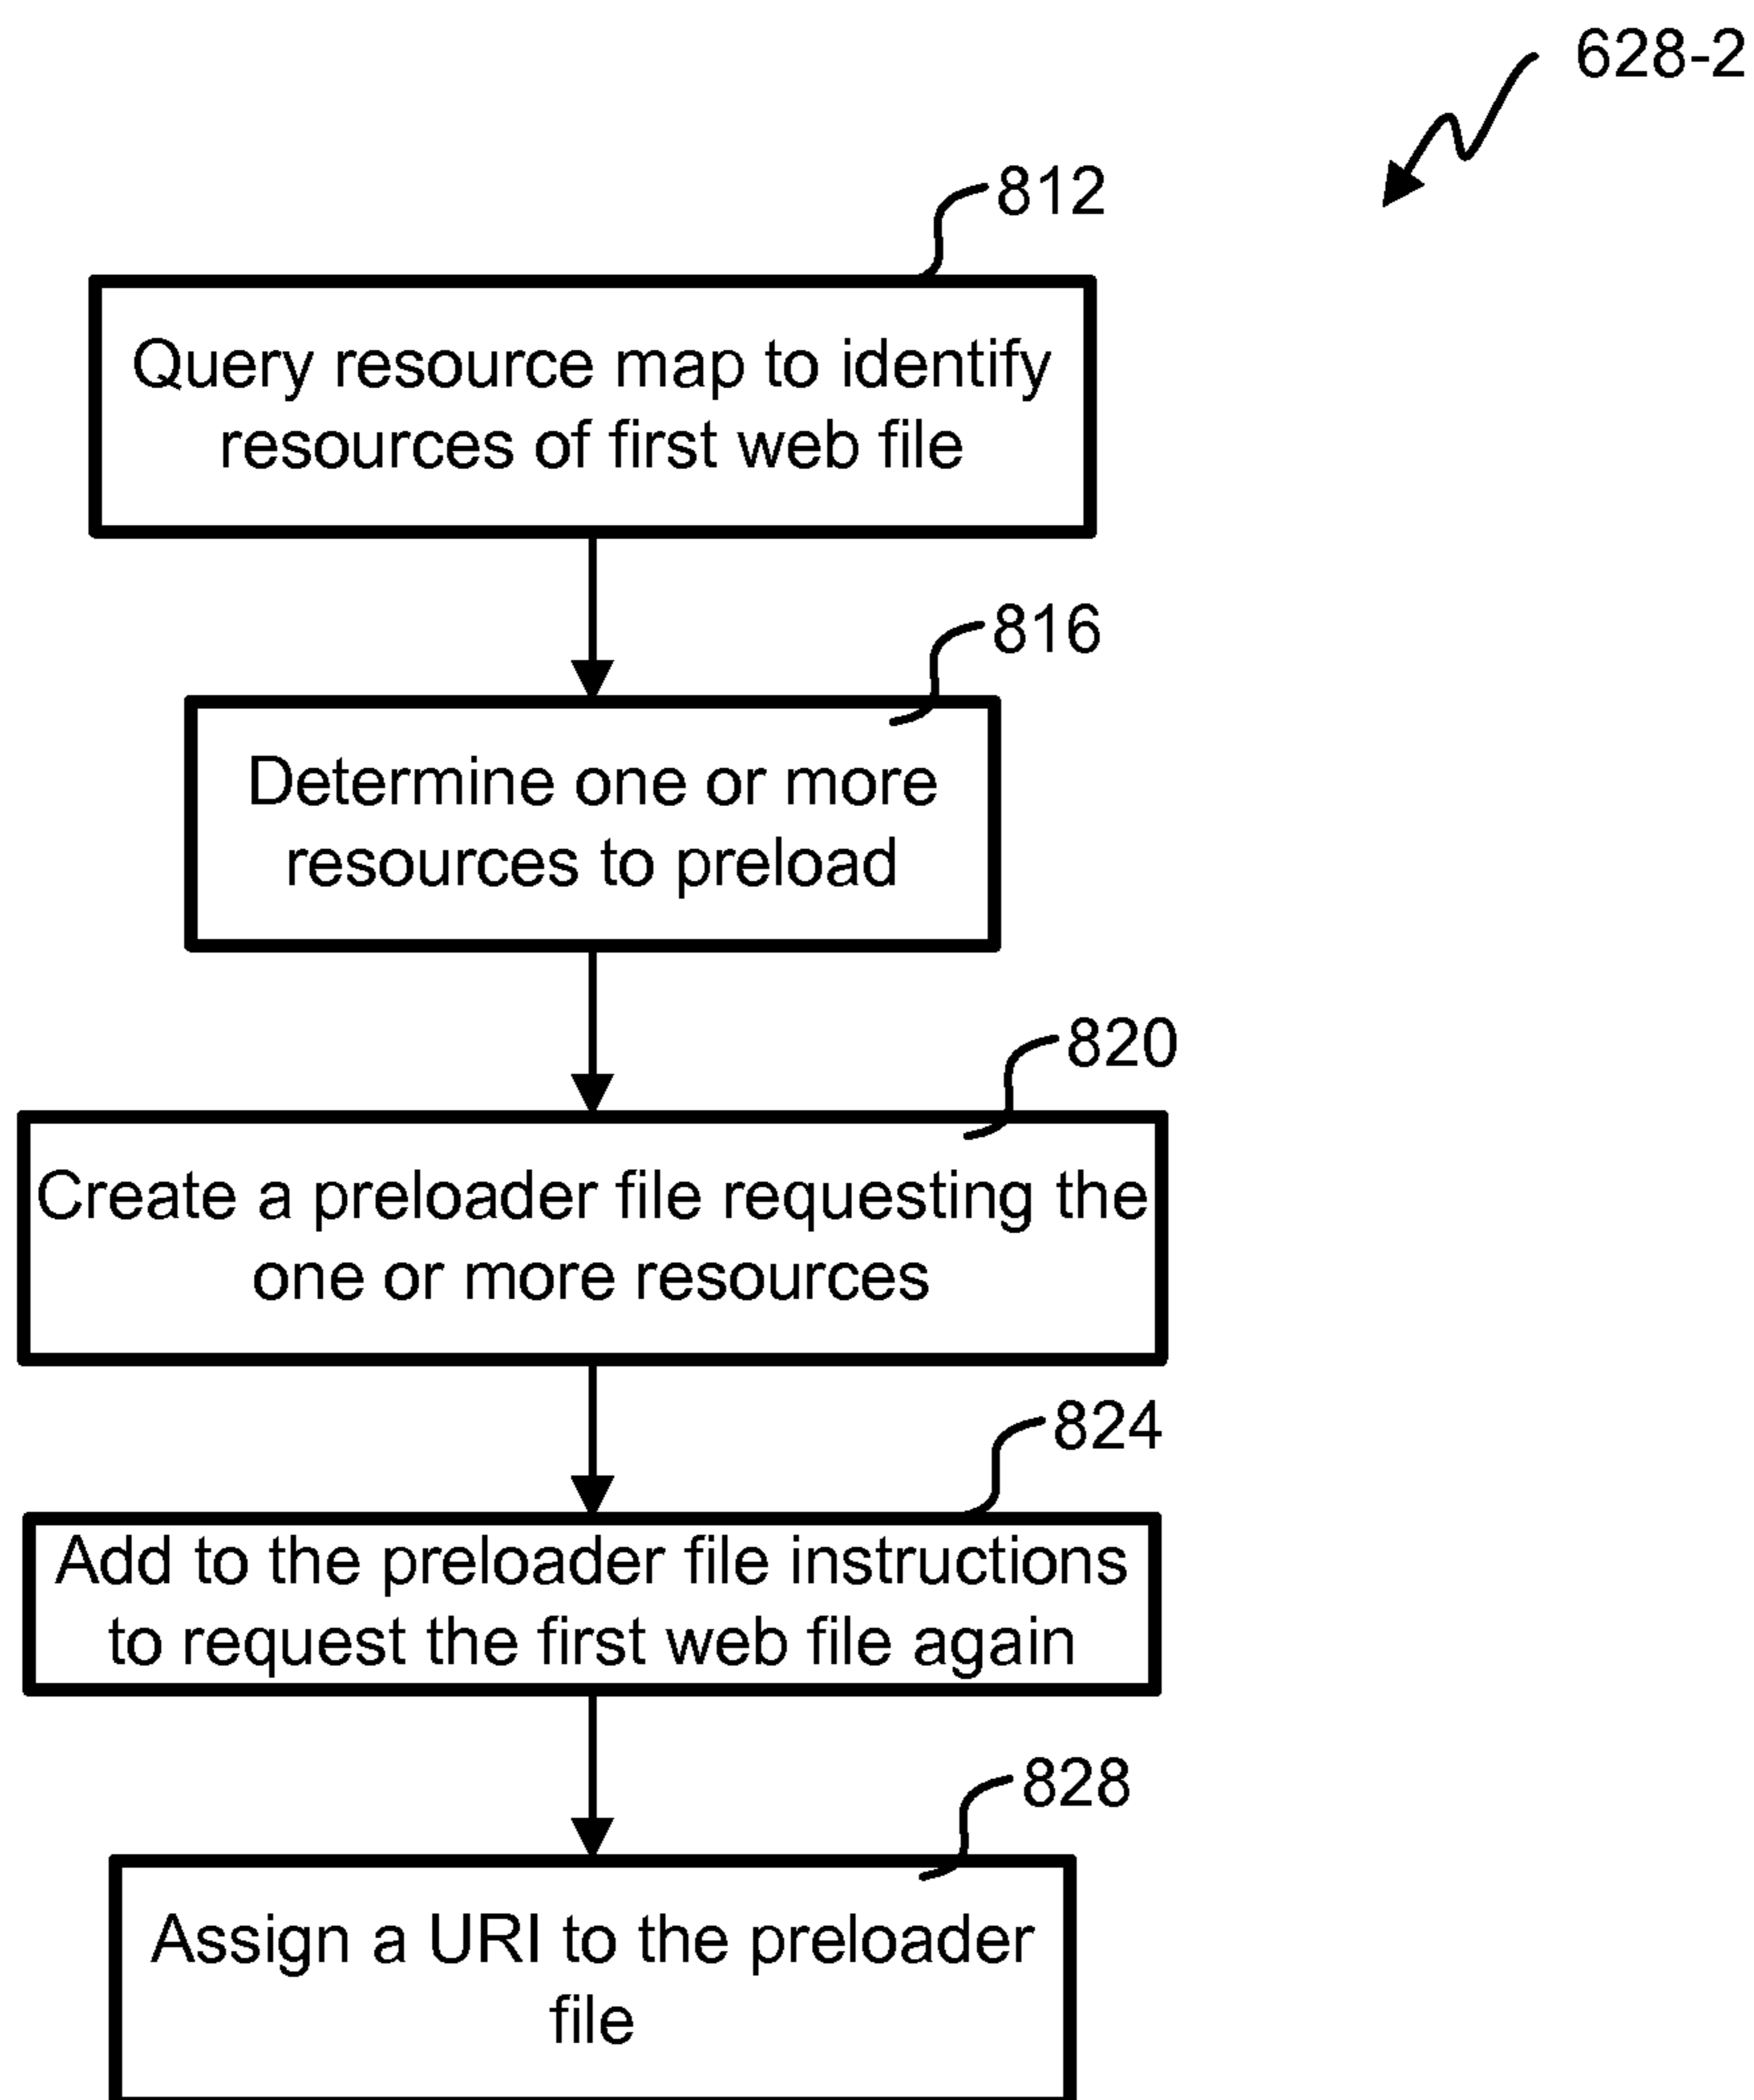 628-2
812
Query resource map to identify
resources of first web file
816
Determine one or more
resources to preload
820
Create a preloader file requesting the
one or more resources
824
Add to the preloader file instructions
to request the first web file again
828
Assign a URI to the preloader
file